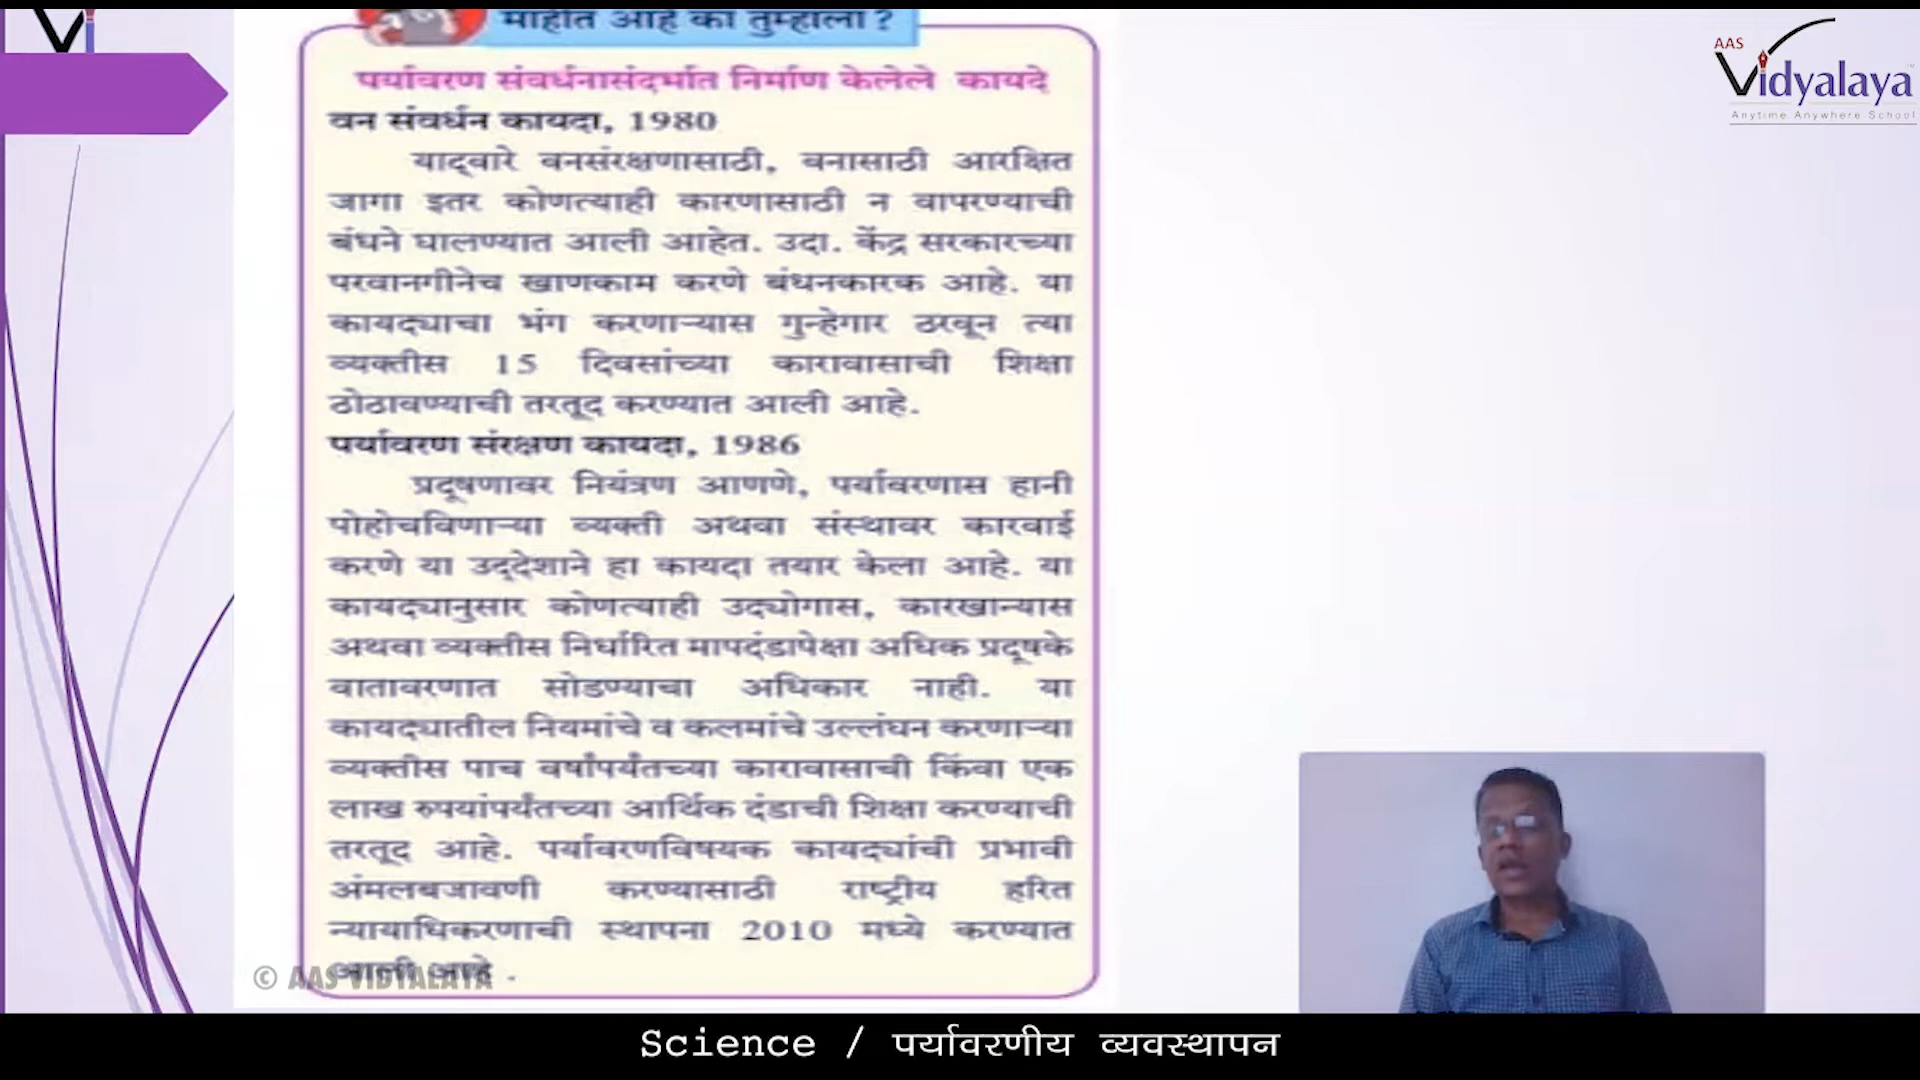 माहीत आहे का तुम्हांला ?
AAS
Vidyalaya
Anytime Anywhere School
पर्यावरण संवर्धनासंदर्भात निर्माण केलेले कायदे
वन संवर्धन कायदा, 1980
याद्वारे वनसंरक्षणासाठी, वनासाठी आरक्षित
जागा इतर कोणत्याही कारणासाठी न वापरण्याची
बंधने घालण्यात आली आहेत. उदा. केंद्र सरकारच्या
परवानगीनेच खाणकाम करणे बंधनकारक आहे. या
कायद्याचा भंग करणाऱ्यास गुन्हेगार ठरवून त्या
व्यक्तीस 15 दिवसांच्या कारावासाची शिक्षा
ठोठावण्याची तरतूद करण्यात आली आहे.
पर्यावरण संरक्षण कायदा, 1986
प्रदूषणावर नियंत्रण आणणे, पर्यावरणास हानी
पोहोचविणाऱ्या व्यक्ती अथवा संस्थावर कारवाई
करणे या उद्देशाने हा कायदा तयार केला आहे. या
कायद्यानुसार कोणत्याही उद्योगास, कारखान्यास
अथवा व्यक्तीस निर्धारित मापदंडापेक्षा अधिक प्रदूषके
वातावरणात सोडण्याचा अधिकार नाही. या
कायद्यातील नियमांचे व कलमांचे उल्लंघन करणाऱ्या
व्यक्तीस पाच वर्षांपर्यंतच्या कारावासाची किंवा एक
लाख रुपयांपर्यंतच्या आर्थिक दंडाची शिक्षा करण्याची
तरतूद आहे. पर्यावरणविषयक कायद्यांची प्रभावी
अंमलबजावणी करण्यासाठी राष्ट्रीय हरित
न्यायाधिकरणाची स्थापना 2010 मध्ये करण्यात
आली आहे .
© AAS VIDYALAYA
Science / पर्यावरणीय व्यवस्थापन